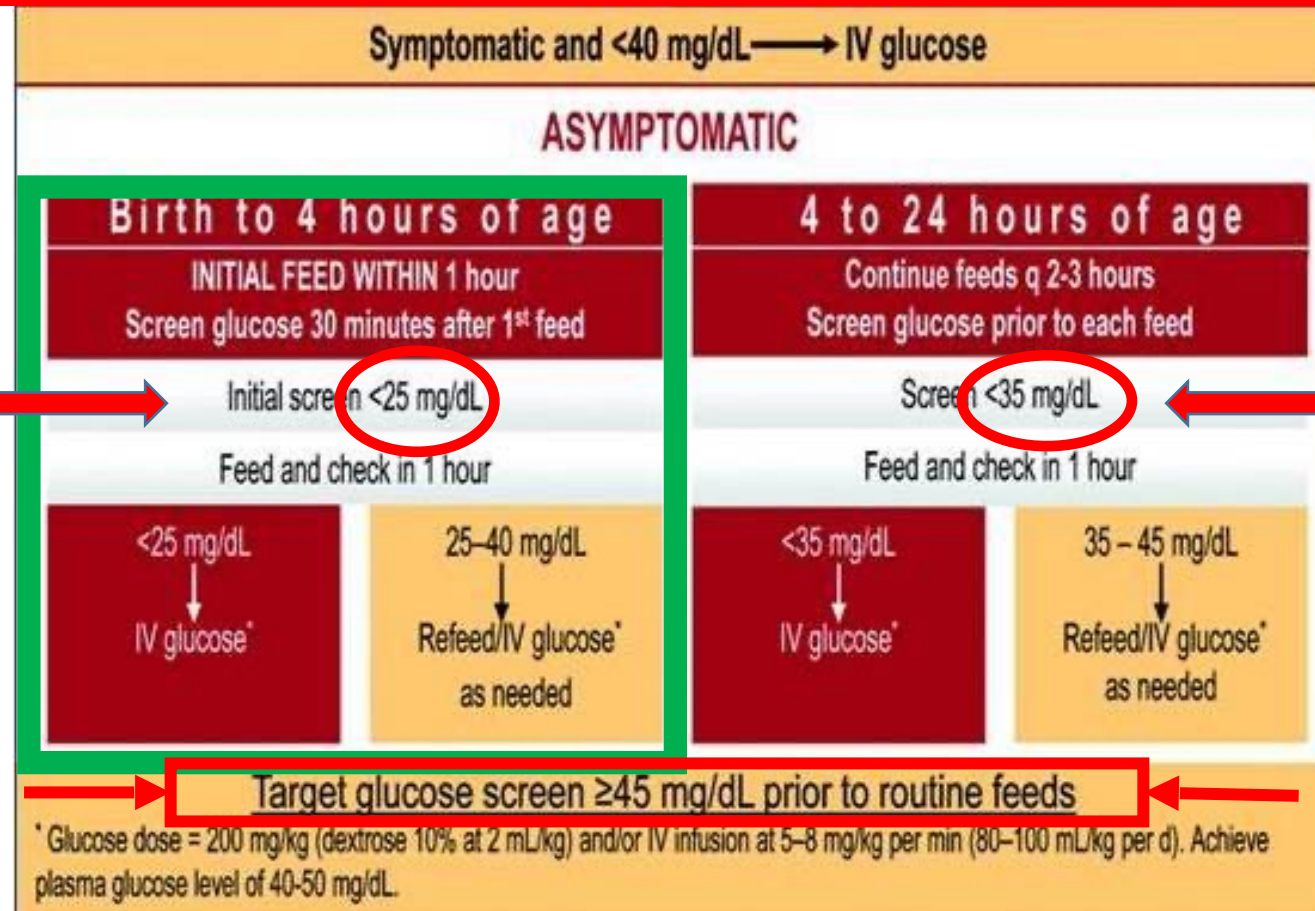 Symptomatic and <40 mg/dL → IV glucose
ASYMPTOMATIC
Birth to 4 hours of age
INITIAL FEED WITHIN 1 hour
Screen glucose 30 minutes after 1st feed
Initial screen <25 mg/dL
Feed and check in 1 hour
<25 mg/dL
↓
IV glucose*
25–40 mg/dL
↓
Refeed/IV glucose*
as needed
4 to 24 hours of age
Continue feeds q 2-3 hours
Screen glucose prior to each feed
Screen <35 mg/dL
Feed and check in 1 hour
<35 mg/dL
↓
IV glucose*
35 – 45 mg/dL
↓
Refeed/IV glucose*
as needed
Target glucose screen ≥45 mg/dL prior to routine feeds
* Glucose dose = 200 mg/kg (dextrose 10% at 2 mL/kg) and/or IV infusion at 5–8 mg/kg per min (80–100 mL/kg per d). Achieve
plasma glucose level of 40-50 mg/dL.